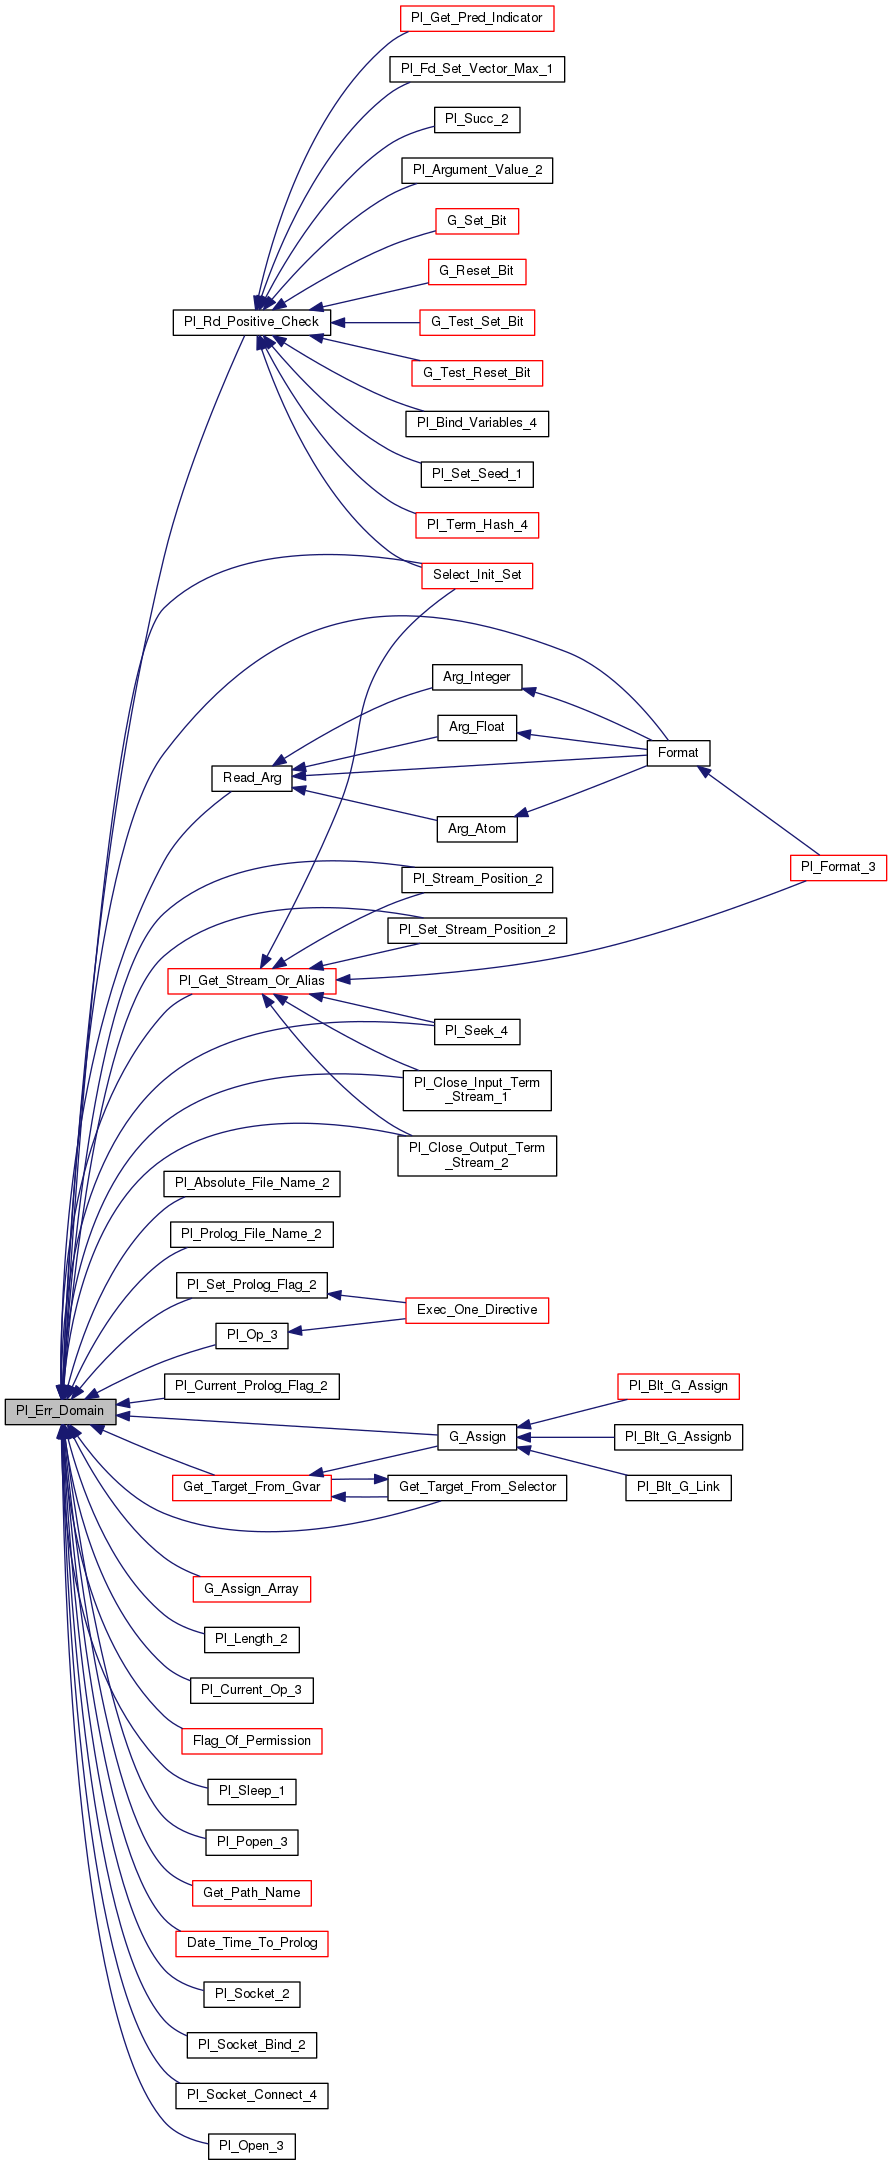 Pl_Get_Pred_Indicator
Pl_Fd_Set_Vector_Max_1
Pl_Succ_2
Pl_Argument_Value_2
G_Set_Bit
G_Reset_Bit
Pl_Rd_Positive_Check
G_Test_Set_Bit
G_Test_Reset_Bit
Pl_Bind_Variables_4
Pl_Set_Seed_1
Pl_Term_Hash_4
Select_Init_Set
Arg_Integer
Arg_Float
Format
Read_Arg
Arg_Atom
Pl_Format_3
Pl_Stream_Position_2
Pl_Set_Stream_Position_2
Pl_Get_Stream_Or_Alias
Pl_Seek_4
Pl_Close_Input_Term
_Stream_1
Pl_Close_Output_Term
_Stream_2
Pl_Absolute_File_Name_2
Pl_Prolog_File_Name_2
Pl_Set_Prolog_Flag_2
Exec_One_Directive
Pl_Op_3
Pl_Current_Prolog_Flag_2
Pl_Blt_G_Assign
Pl_Err_Domain
G_Assign
Pl_Blt_G_Assignb
Get_Target_From_Gvar
Get_Target_From_Selector
Pl_Blt_G_Link
G_Assign_Array
Pl_Length_2
Pl_Current_Op_3
Flag_Of_Permission
Pl_Sleep_1
Pl_Popen_3
Get_Path_Name
Date_Time_To_Prolog
Pl_Socket_2
Pl_Socket_Bind_2
Pl_Socket_Connect_4
Pl_Open_3